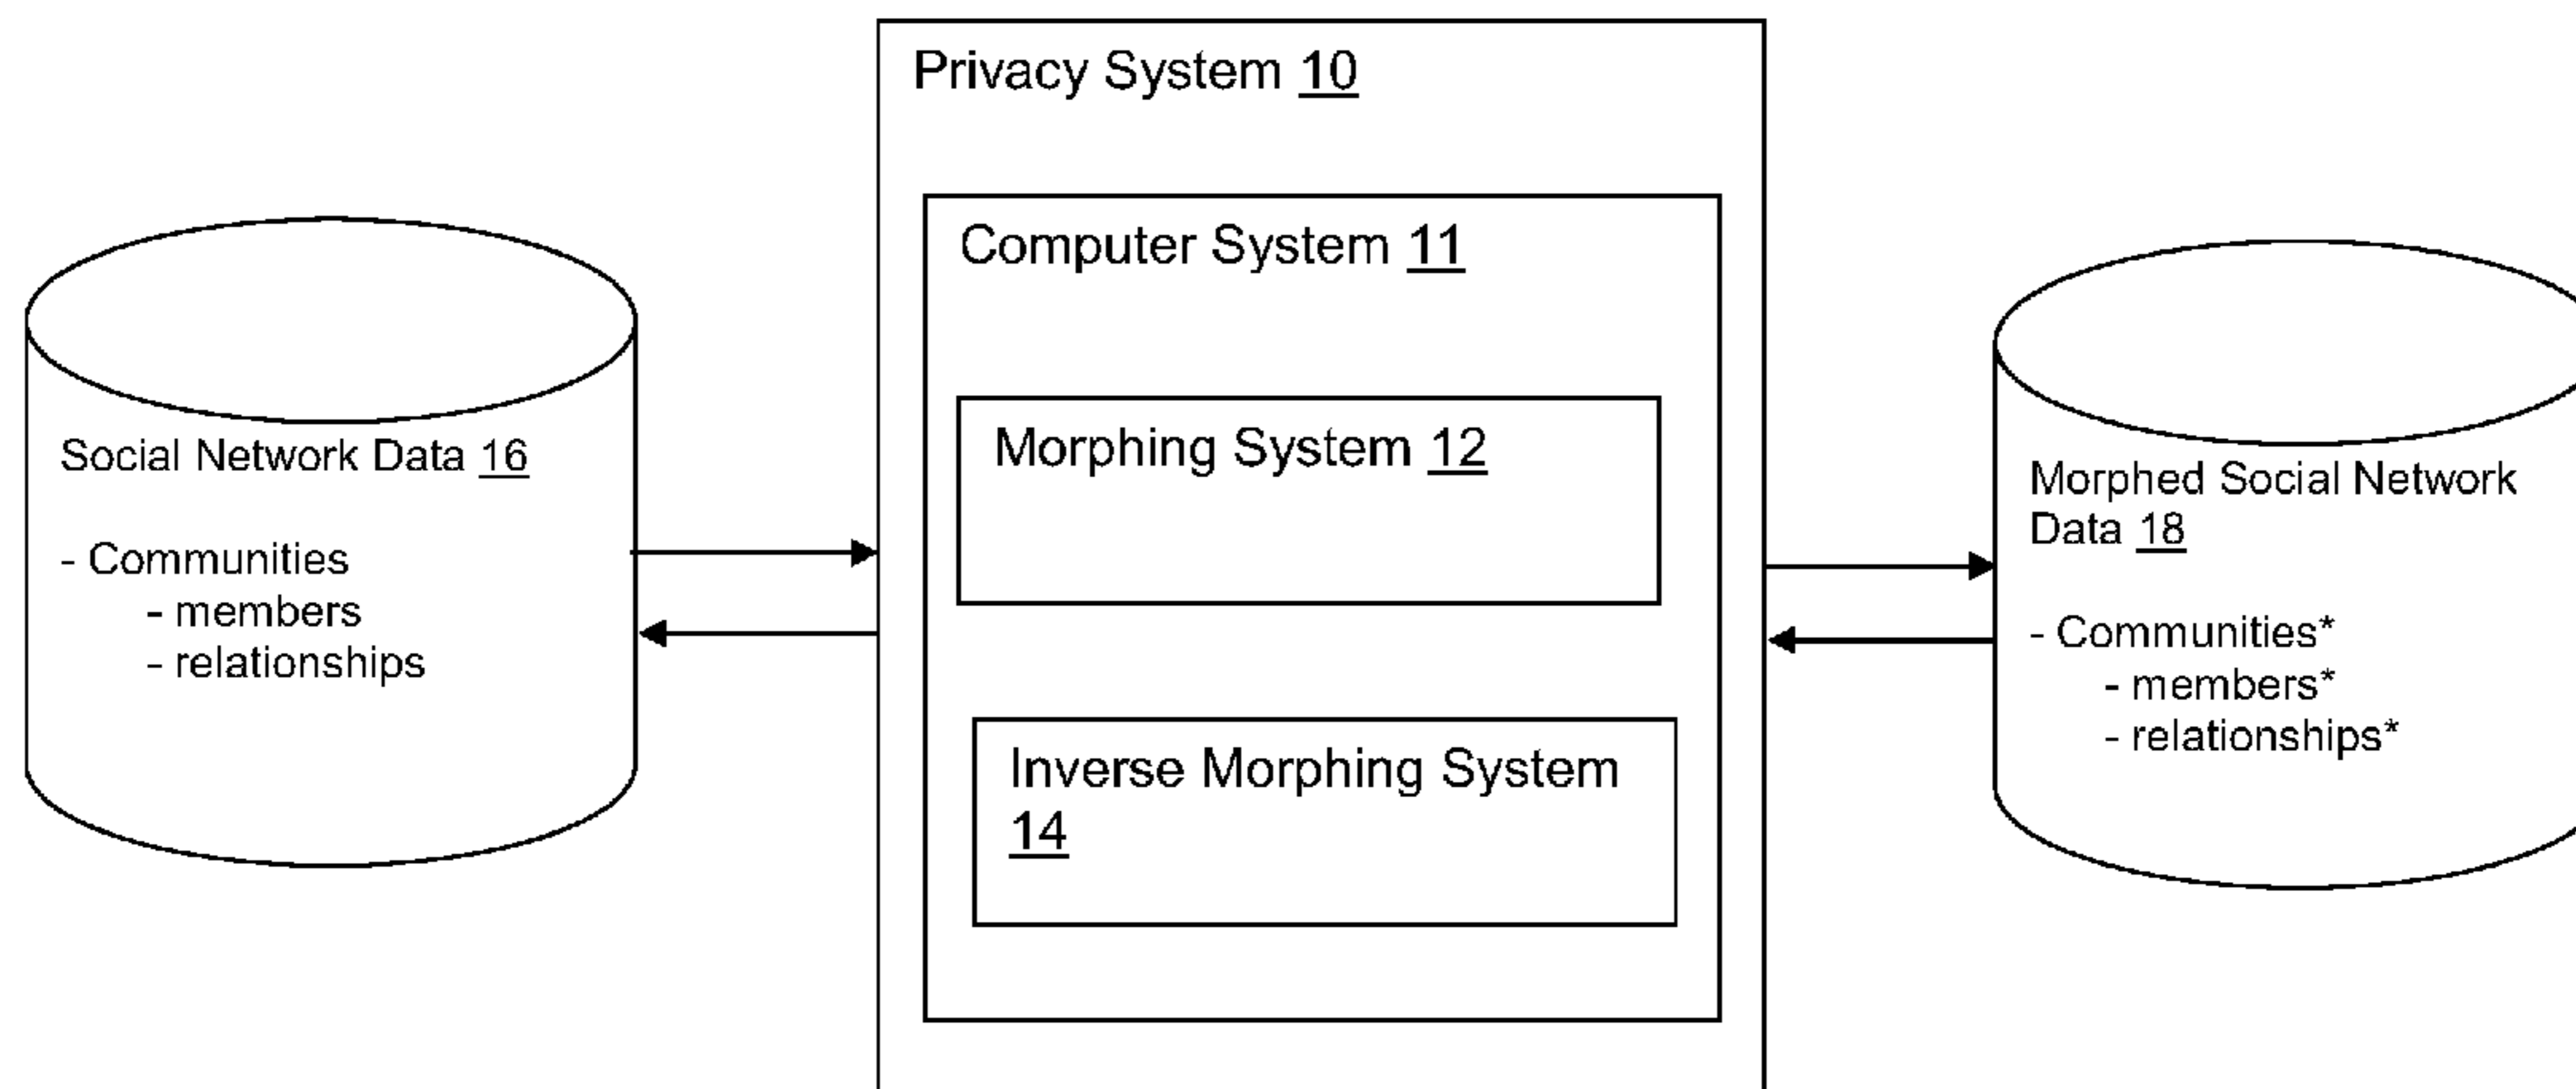 Privacy System 10
Computer System 11
Morphing System 12
Inverse Morphing System
14
Social Network Data 16
- Communities
- members
- relationships
Morphed Social Network
Data 18
- Communities*
- members*
- relationships*